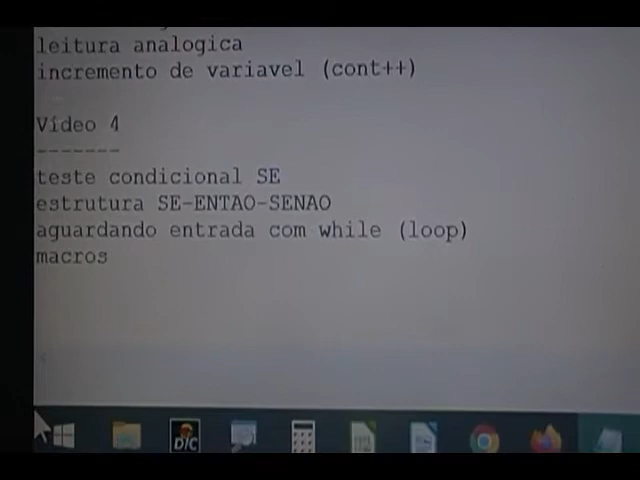 leitura analogica
incremento de variavel (cont++)
Vídeo 4
-------
teste condicional SE
estrutura SE-ENTAO-SENAO
aguardando entrada com while (loop)
macros
D/C